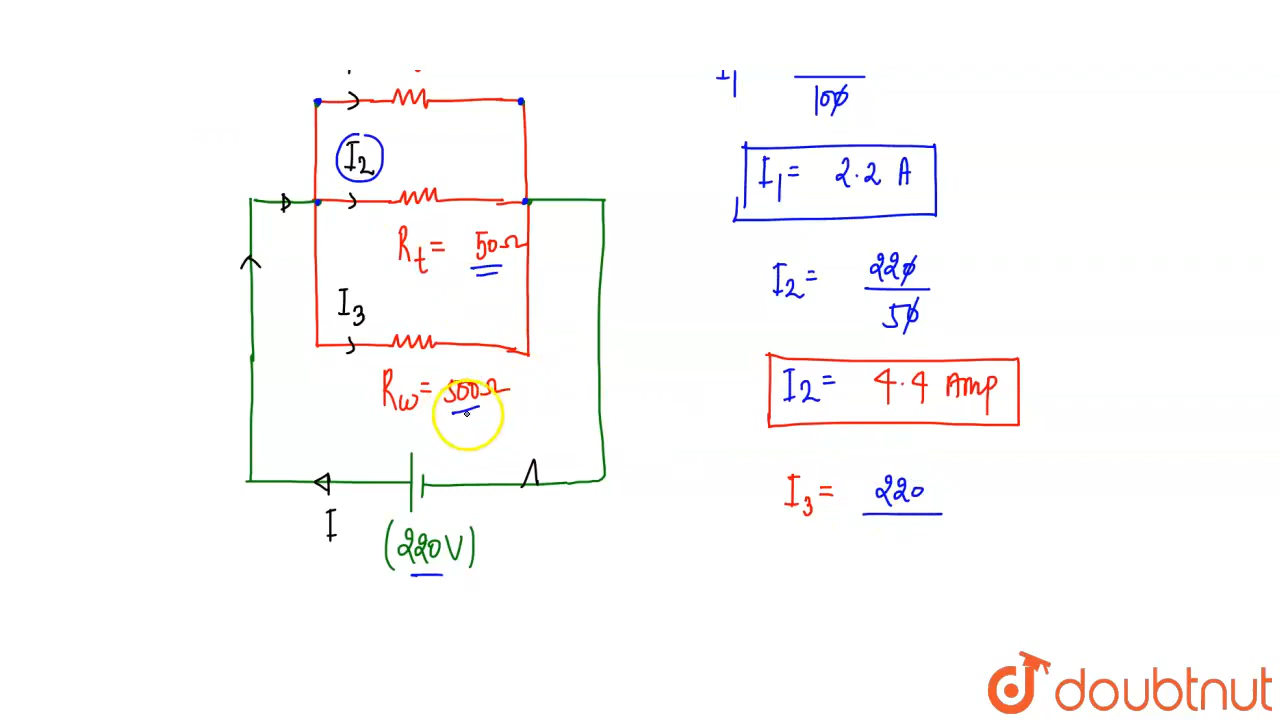 I₁
100
I₂
I₁ = 2.2 A
Rₜ = 50Ω
I₂ = 220/50
I₃
Rw = 500Ω
I₂ = 4.4 Amp
I₃ = 220
I
(220V)
doubtnut